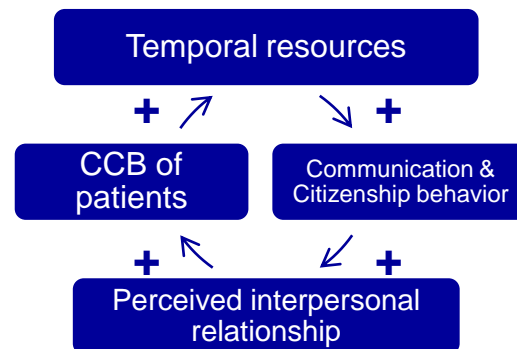 Temporal resources
+ +
CCB of
patients
Communication &
Citizenship behavior
+ +
Perceived interpersonal
relationship